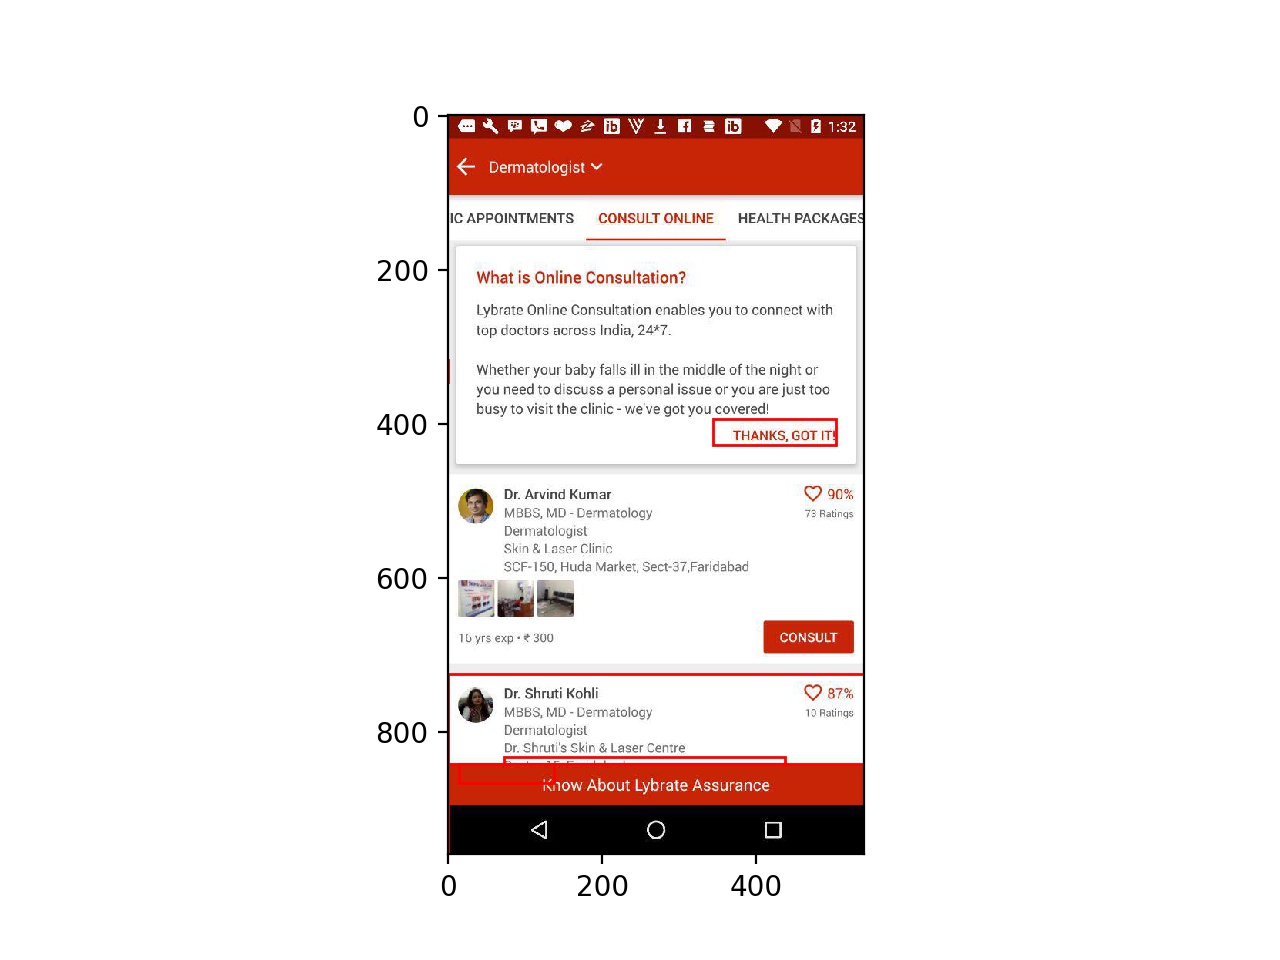 0
200
400
600
800
0
200
400
1:32
Dermatologist
IC APPOINTMENTS
CONSULT ONLINE
HEALTH PACKAGES
What is Online Consultation?
Lybrate Online Consultation enables you to connect with
top doctors across India, 24*7.
Whether your baby falls ill in the middle of the night or
you need to discuss a personal issue or you are just too
busy to visit the clinic - we've got you covered!
THANKS, GOT IT!
Dr. Arvind Kumar
90%
MBBS, MD - Dermatology
73 Ratings
Dermatologist
Skin & Laser Clinic
SCF-150, Huda Market, Sect-37,Faridabad
16 yrs exp • ₹ 300
CONSULT
Dr. Shruti Kohli
87%
MBBS, MD - Dermatology
10 Ratings
Dermatologist
Dr. Shruti's Skin & Laser Centre
Know About Lybrate Assurance